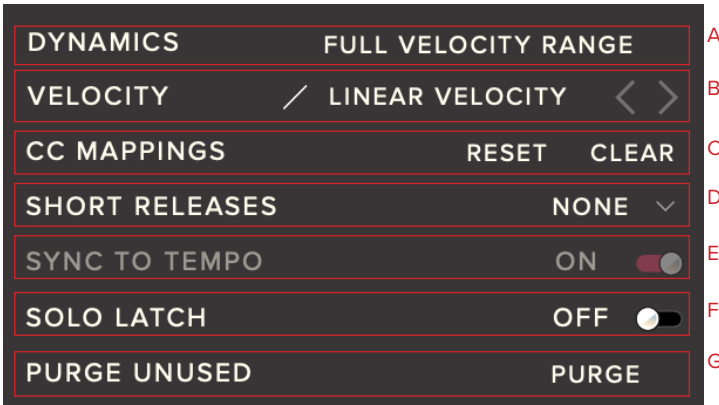 DYNAMICS FULL VELOCITY RANGE A
VELOCITY LINEAR VELOCITY B
CC MAPPINGS RESET CLEAR C
SHORT RELEASES NONE D
SYNC TO TEMPO ON E
SOLO LATCH OFF F
PURGE UNUSED PURGE G